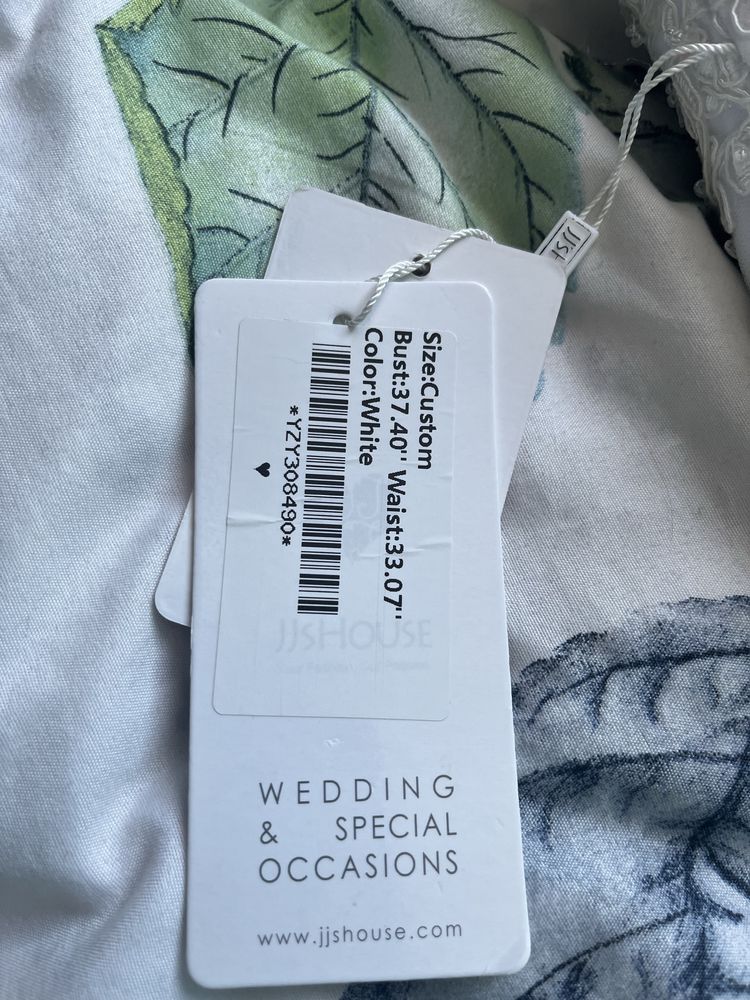 Size:Custom
Bust:37.40'' Waist:33.07''
Color:White
*YZY308490*
JJsHOUSE
WEDDING
& SPECIAL
OCCASIONS
www.jjshouse.com